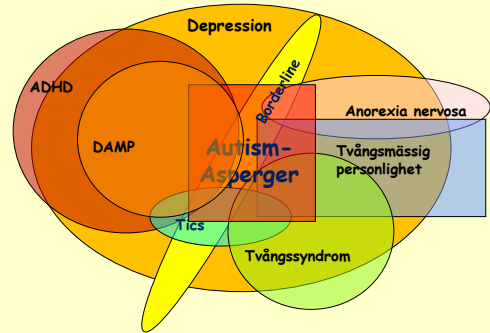 Depression
ADHD
Borderline
Anorexia nervosa
DAMP
Autism-
Asperger
Tvångsmässig
personlighet
Tics
Tvångssyndrom